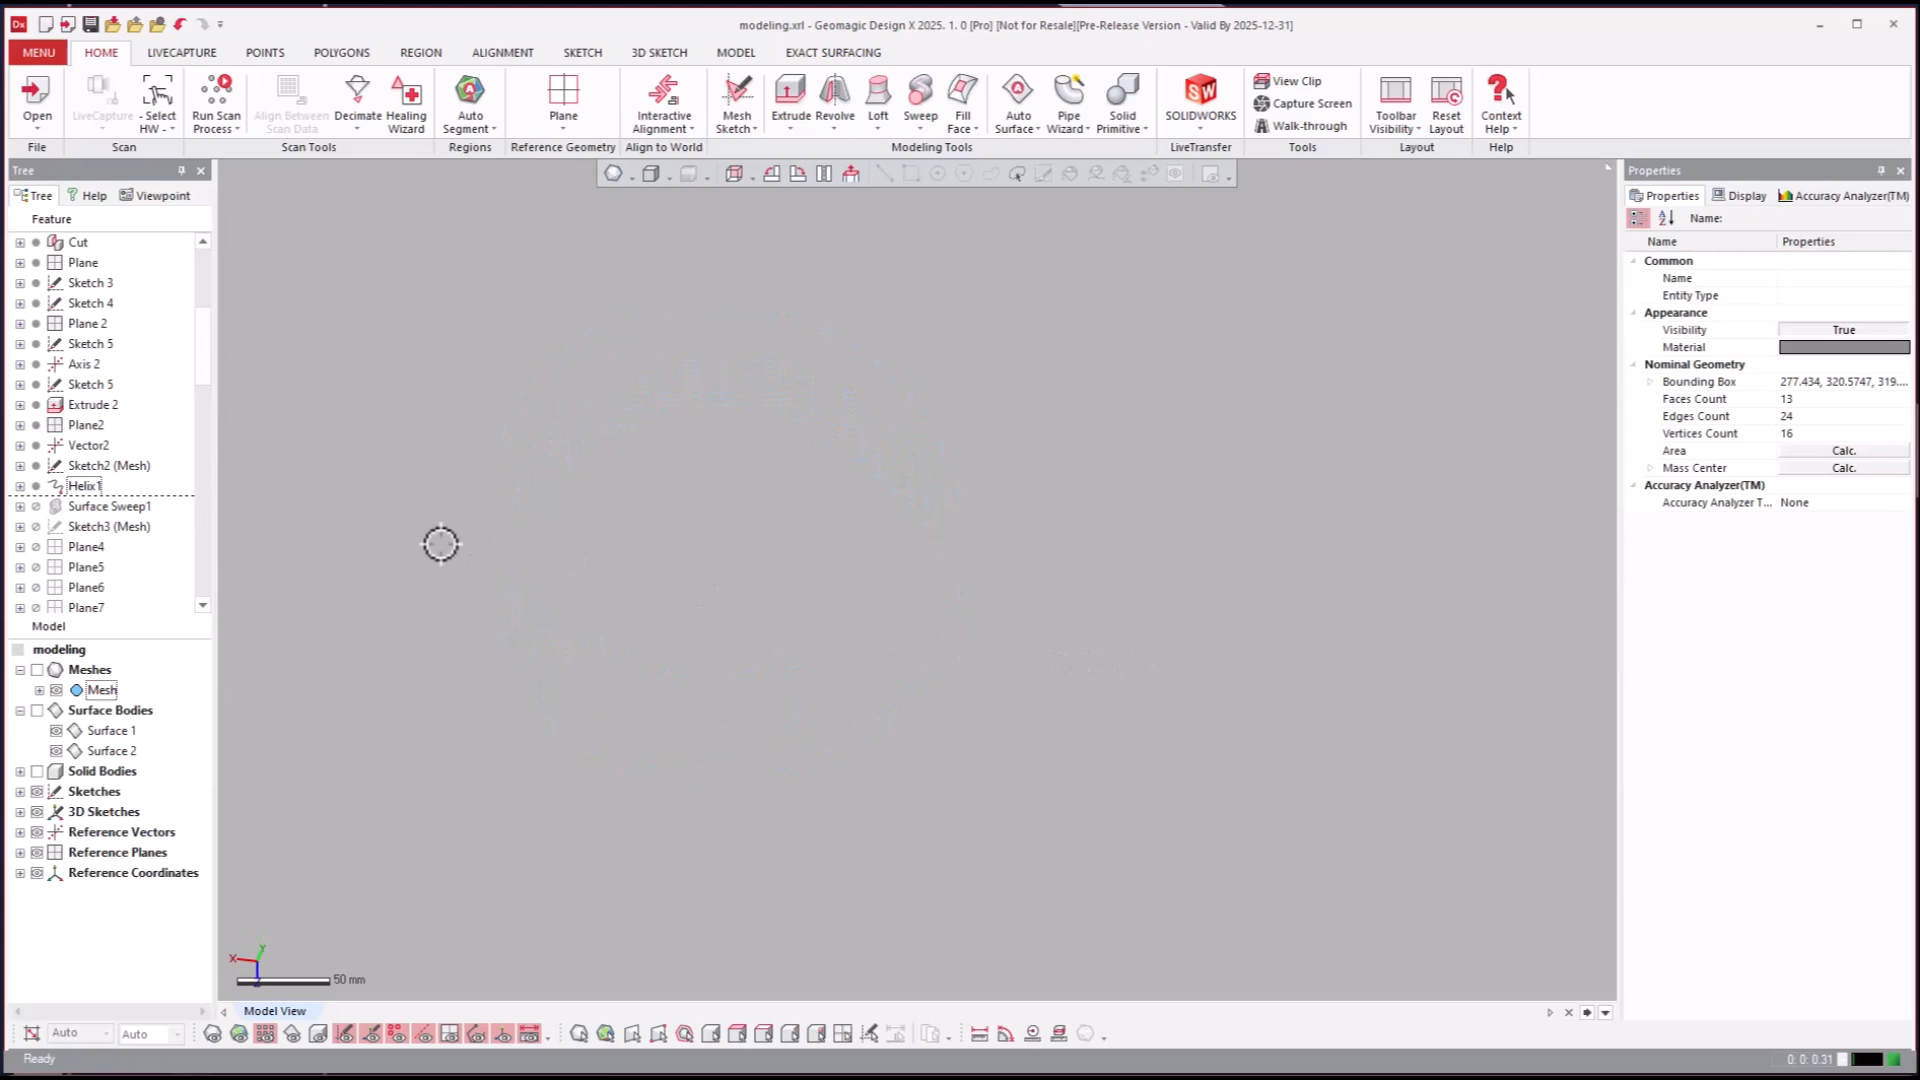 modeling.xrl - Geomagic Design X 2025. 1. 0 [Pro] [Not for Resale][Pre-Release Version - Valid By 2025-12-31]
MENU HOME LIVECAPTURE POINTS POLYGONS REGION ALIGNMENT SKETCH 3D SKETCH MODEL EXACT SURFACING
Open
LiveCapture
- Select HW -
Run Scan Process
Align Between Scan Data
Decimate
Healing Wizard
Auto Segment
Plane
Interactive Alignment
Mesh Sketch
Extrude
Revolve
Loft
Sweep
Fill Face
Auto Surface
Pipe Wizard
Solid Primitive
SOLIDWORKS
View Clip
Capture Screen
Walk-through
Toolbar Visibility
Reset Layout
Context Help
File Scan Scan Tools Regions Reference Geometry Align to World Modeling Tools LiveTransfer Tools Layout Help
Tree
Tree Help Viewpoint
Feature
Cut
Plane
Sketch 3
Sketch 4
Plane 2
Sketch 5
Axis 2
Sketch 5
Extrude 2
Plane2
Vector2
Sketch2 (Mesh)
Helix1
Surface Sweep1
Sketch3 (Mesh)
Plane4
Plane5
Plane6
Plane7
Model
modeling
Meshes
Mesh
Surface Bodies
Surface 1
Surface 2
Solid Bodies
Sketches
3D Sketches
Reference Vectors
Reference Planes
Reference Coordinates
X
Y
Z
50 mm
Model View
Auto Auto
Ready
0: 0: 0.31
Properties
Properties Display Accuracy Analyzer(TM)
Name:
Name Properties
Common
Name
Entity Type
Appearance
Visibility True
Material
Nominal Geometry
Bounding Box 277.434, 320.5747, 319....
Faces Count 13
Edges Count 24
Vertices Count 16
Area Calc.
Mass Center Calc.
Accuracy Analyzer(TM)
Accuracy Analyzer T... None